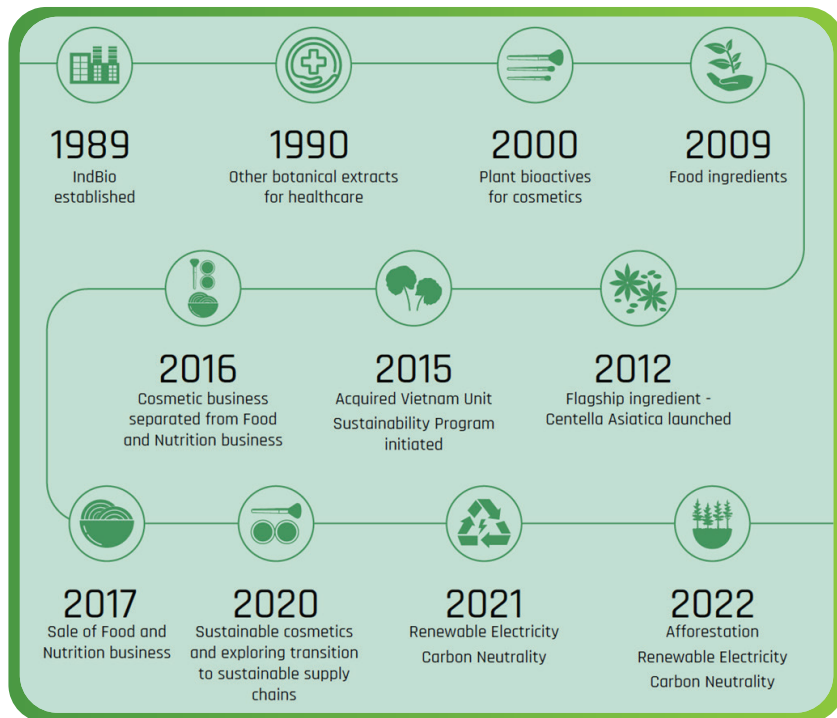 1989
IndBio
established
1990
Other botanical extracts
for healthcare
2000
Plant bioactives
for cosmetics
2009
Food ingredients
2012
Flagship ingredient -
Centella Asiatica launched
2015
Acquired Vietnam Unit
Sustainability Program
initiated
2016
Cosmetic business
separated from Food
and Nutrition business
2017
Sale of Food and
Nutrition business
2020
Sustainable cosmetics
and exploring transition
to sustainable supply
chains
2021
Renewable Electricity
Carbon Neutrality
2022
Afforestation
Renewable Electricity
Carbon Neutrality